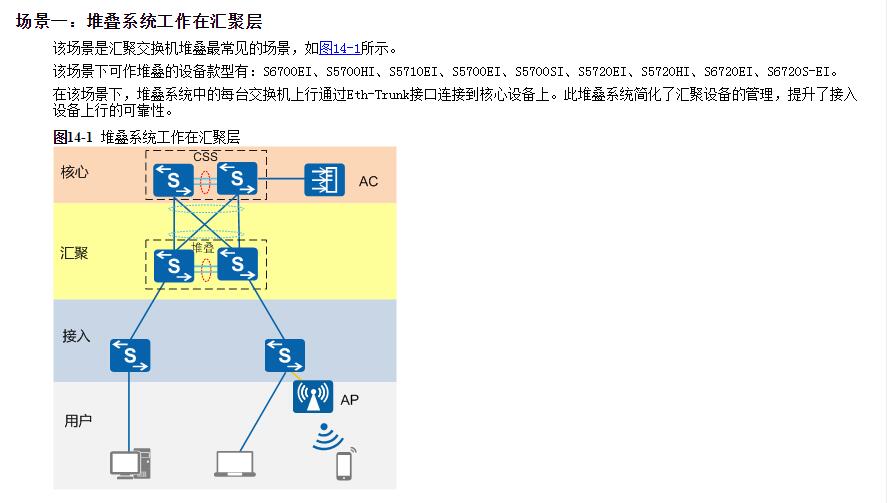 场景一：堆叠系统工作在汇聚层
该场景是汇聚交换机堆叠最常见的场景，如图14-1所示。
该场景下可作堆叠的设备款型有：S6700EI、S5700HI、S5710EI、S5700EI、S5700SI、S5720EI、S5720HI、S6720EI、S6720S-EI。
在该场景下，堆叠系统中的每台交换机上行通过Eth-Trunk接口连接到核心设备上。此堆叠系统简化了汇聚设备的管理，提升了接入
设备上行的可靠性。
图14-1 堆叠系统工作在汇聚层
CSS
核心
S
S
AC
堆叠
汇聚
S
S
接入
S
S
AP
用户